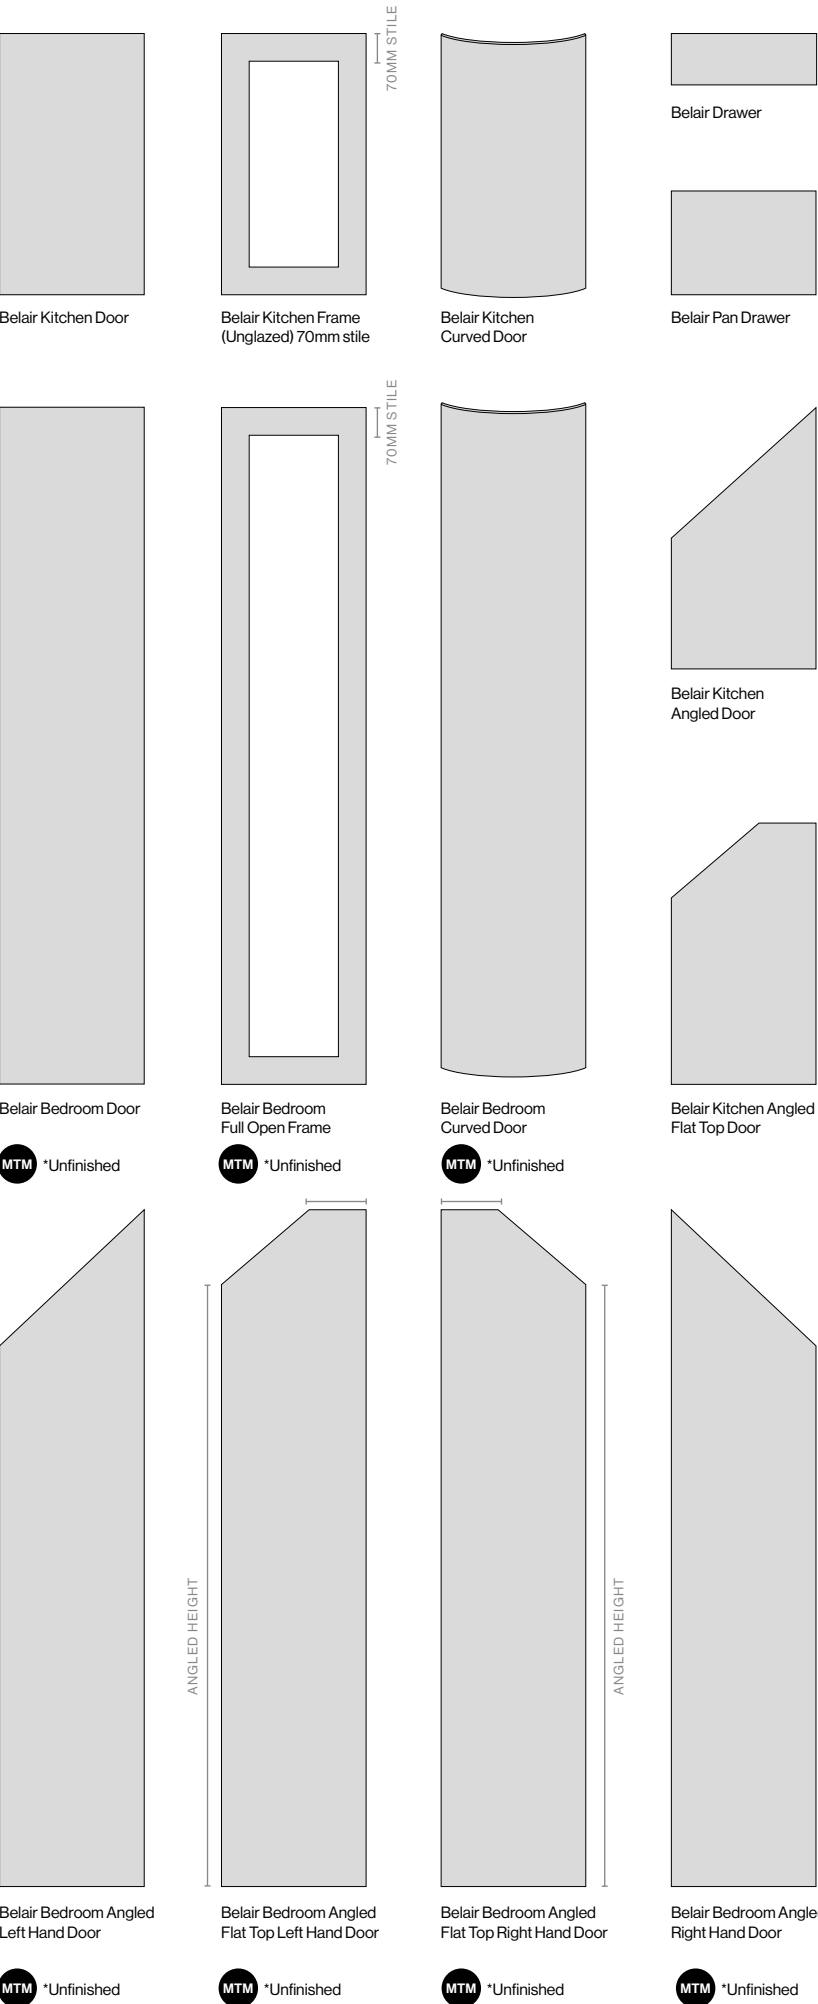 70MM STILE
Belair Drawer
Belair Kitchen Door
Belair Kitchen Frame
(Unglazed) 70mm stile
Belair Kitchen
Curved Door
Belair Pan Drawer
70MM STILE
Belair Kitchen
Angled Door
Belair Bedroom Door
MTM *Unfinished
Belair Bedroom
Full Open Frame
MTM *Unfinished
Belair Bedroom
Curved Door
MTM *Unfinished
Belair Kitchen Angled
Flat Top Door
ANGLED HEIGHT
ANGLED HEIGHT
Belair Bedroom Angled
Left Hand Door
MTM *Unfinished
Belair Bedroom Angled
Flat Top Left Hand Door
MTM *Unfinished
Belair Bedroom Angled
Flat Top Right Hand Door
MTM *Unfinished
Belair Bedroom Angle
Right Hand Door
MTM *Unfinished